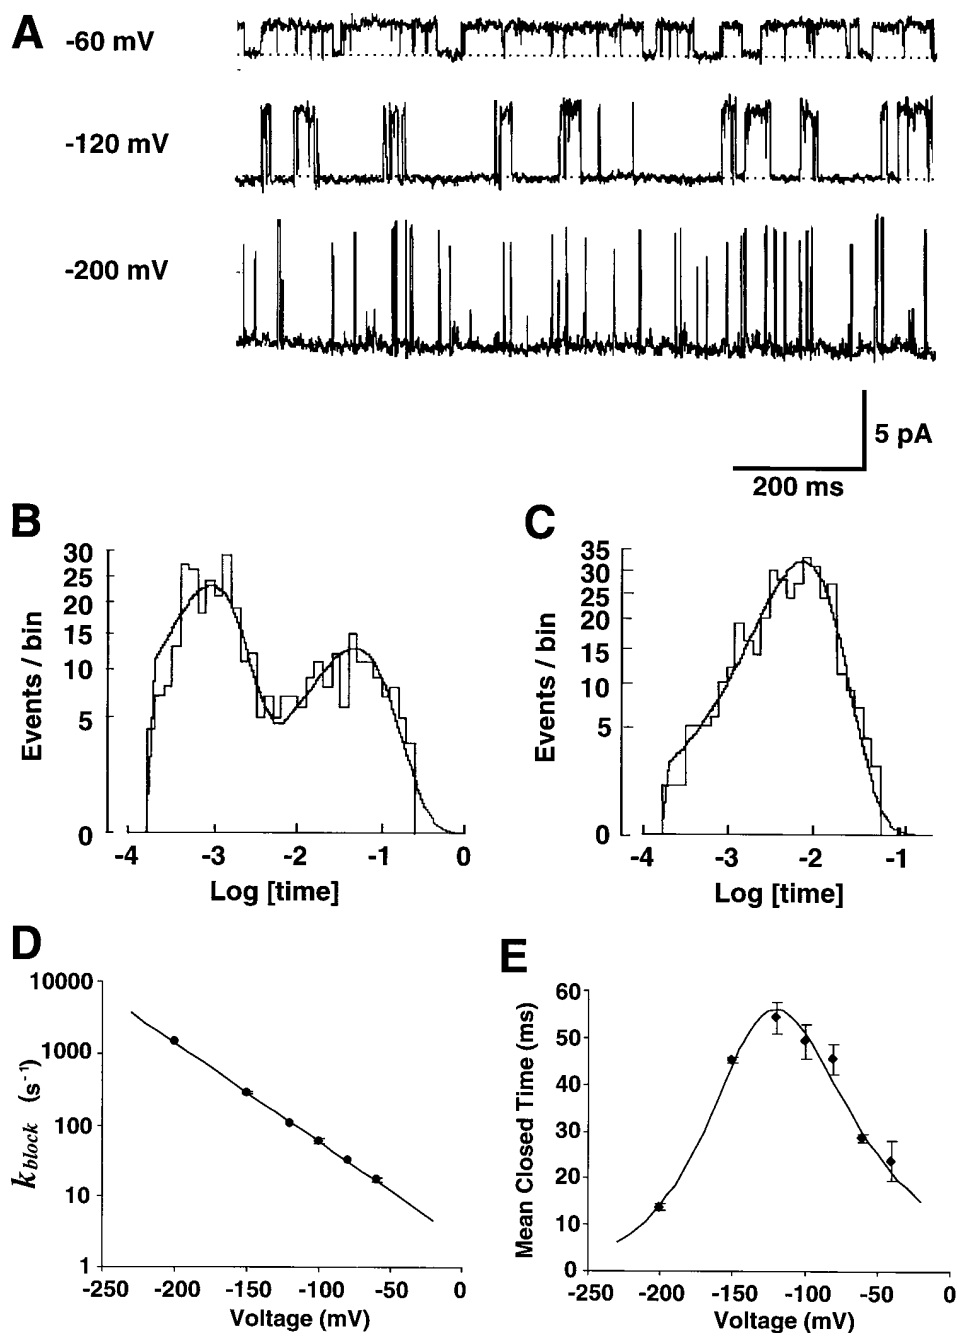 A
-60 mV
-120 mV
-200 mV
5 pA
200 ms
B
Events / bin
30
25
20
15
10
5
0
-4 -3 -2 -1 0
Log [time]
C
Events / bin
35
30
25
20
15
10
5
0
-4 -3 -2 -1
Log [time]
D
k block (s⁻¹)
10000
1000
100
10
1
-250 -200 -150 -100 -50 0
Voltage (mV)
E
Mean Closed Time (ms)
60
50
40
30
20
10
0
-250 -200 -150 -100 -50 0
Voltage (mV)